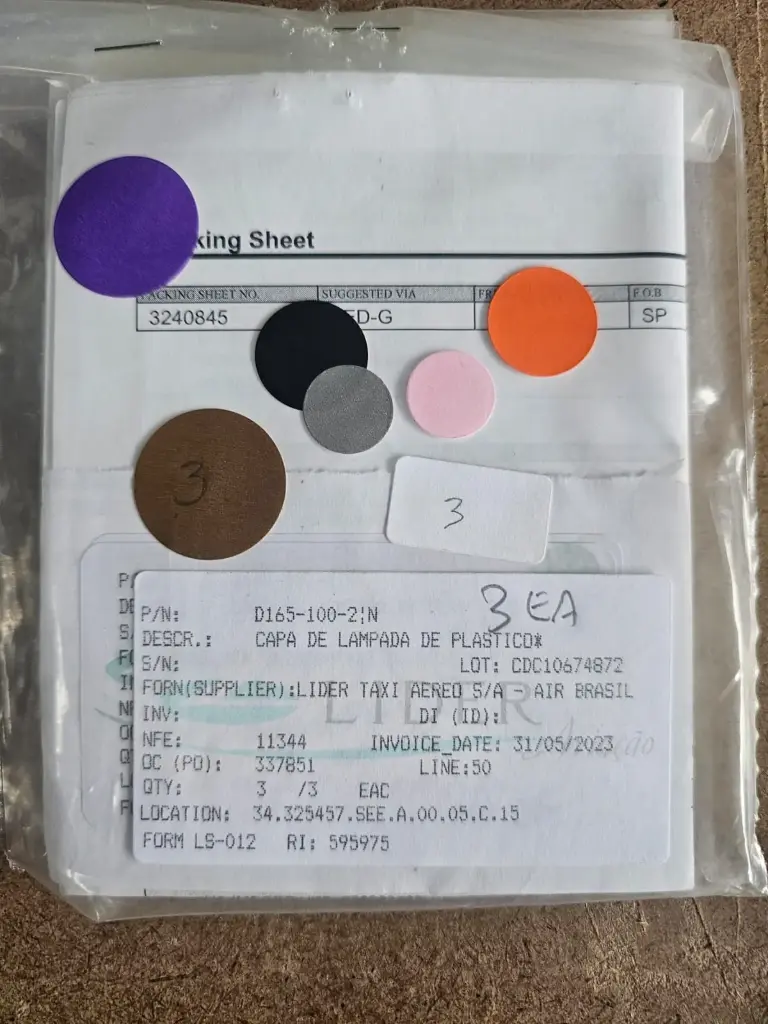 king Sheet
PACKING SHEET NO. SUGGESTED VIA F.O.B
3240845 ED-G SP
3
3
3 EA
P/N: D165-100-2¦N
DESCR.: CAPA DE LAMPADA DE PLASTICO*
S/N: LOT: CDC10674872
FORN(SUPPLIER):LIDER TAXI AEREO S/A - AIR BRASIL
LIDER
INV: DI (ID):
NFE: 11344 INVOICE_DATE: 31/05/2023
OC (PO): 337851 LINE:50
QTY: 3 /3 EAC
LOCATION: 34.325457.SEE.A.00.05.C.15
FORM LS-012 RI: 595975